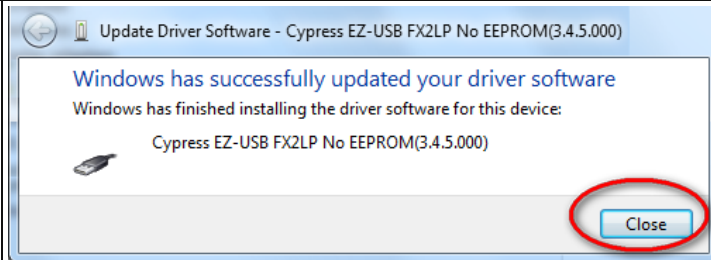 Update Driver Software - Cypress EZ-USB FX2LP No EEPROM(3.4.5.000)
Windows has successfully updated your driver software
Windows has finished installing the driver software for this device:
Cypress EZ-USB FX2LP No EEPROM(3.4.5.000)
Close